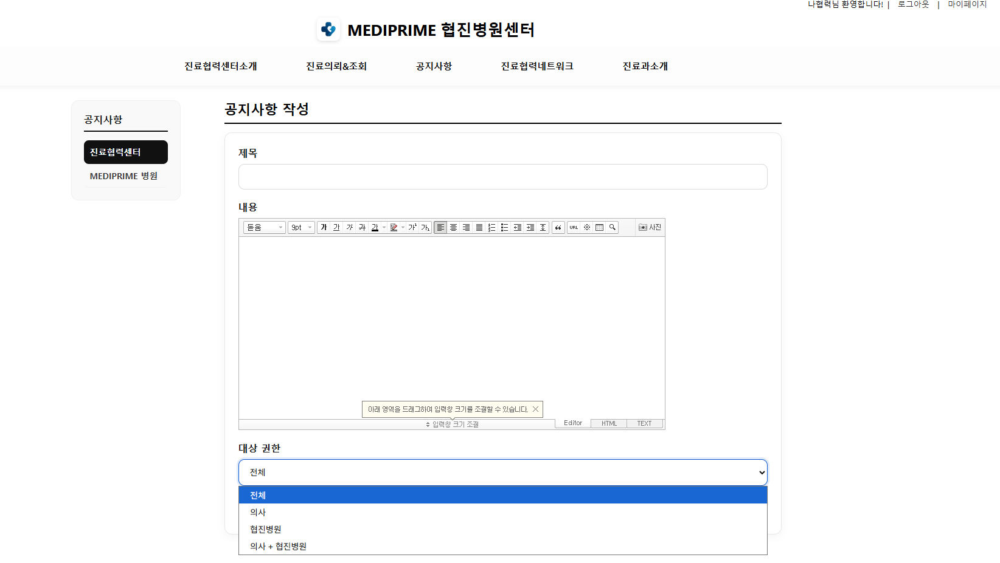 나협력님 환영합니다! | 로그아웃 | 마이페이지
MEDIPRIME 협진병원센터
진료협력센터소개 진료의뢰&조회 공지사항 진료협력네트워크 진료과소개
공지사항
진료협력센터
MEDIPRIME 병원
공지사항 작성
제목
내용
돋움 9pt 가 가 가 가 가 가 가¹ 가₁ “ URL ※ 사진
아래 영역을 드래그하여 입력창 크기를 조절할 수 있습니다.
입력창 크기 조절 Editor HTML TEXT
대상 권한
전체
전체
의사
협진병원
의사 + 협진병원